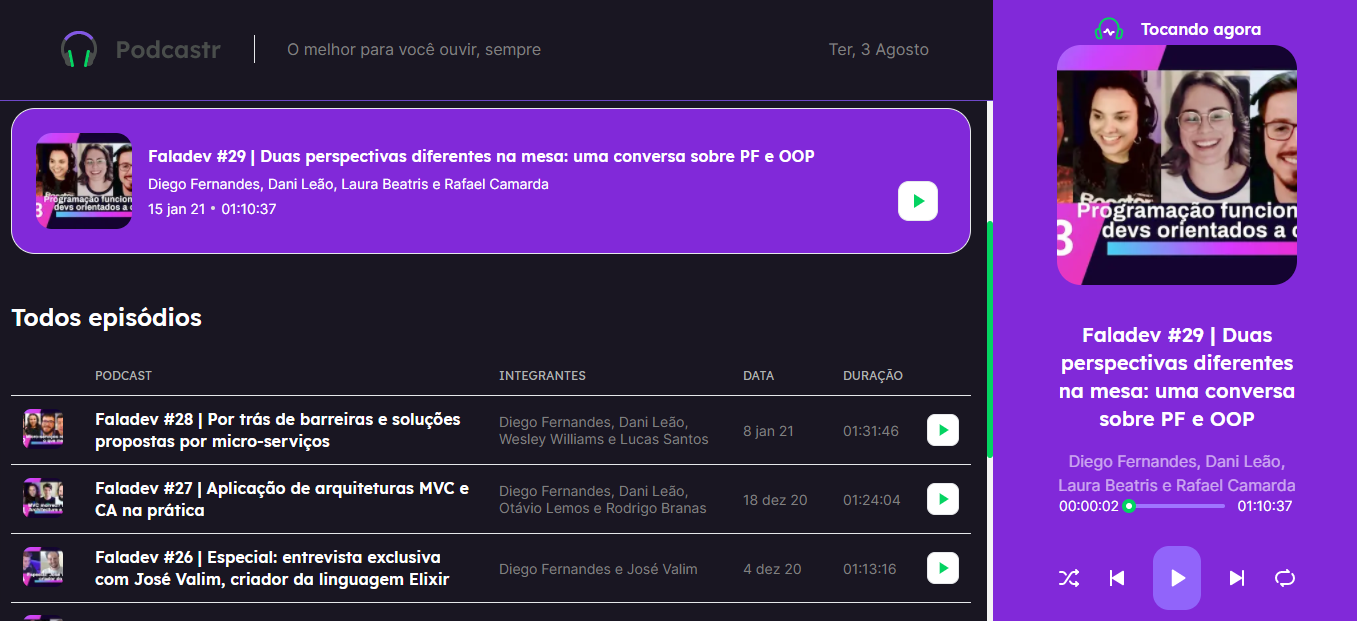 Podcastr
O melhor para você ouvir, sempre
Ter, 3 Agosto
Faladev #29 | Duas perspectivas diferentes na mesa: uma conversa sobre PF e OOP
Diego Fernandes, Dani Leão, Laura Beatris e Rafael Camarda
15 jan 21 • 01:10:37
Programação funcion
devs orientados a c
Todos episódios
PODCAST
INTEGRANTES
DATA
DURAÇÃO
Faladev #28 | Por trás de barreiras e soluções
propostas por micro-serviços
Diego Fernandes, Dani Leão,
Wesley Williams e Lucas Santos
8 jan 21
01:31:46
Faladev #27 | Aplicação de arquiteturas MVC e
CA na prática
Diego Fernandes, Dani Leão,
Otávio Lemos e Rodrigo Branas
18 dez 20
01:24:04
Faladev #26 | Especial: entrevista exclusiva
com José Valim, criador da linguagem Elixir
Diego Fernandes e José Valim
4 dez 20
01:13:16
Tocando agora
Programação funcion
devs orientados a c
3
Faladev #29 | Duas
perspectivas diferentes
na mesa: uma conversa
sobre PF e OOP
Diego Fernandes, Dani Leão,
Laura Beatris e Rafael Camarda
00:00:02
01:10:37